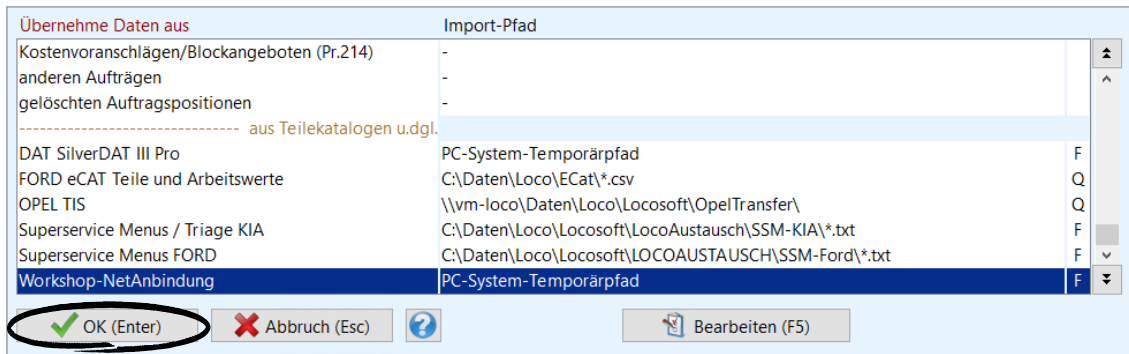 Übernehme Daten aus Import-Pfad
Kostenvoranschlägen/Blockangeboten (Pr.214) -
anderen Aufträgen -
gelöschten Auftragspositionen -
-------------------------------- aus Teilekatalogen u.dgl.
DAT SilverDAT III Pro PC-System-Temporärpfad F
FORD eCAT Teile und Arbeitswerte C:\Daten\Loco\ECat\*.csv Q
OPEL TIS \\vm-loco\Daten\Loco\Locosoft\OpelTransfer\ Q
Superservice Menus / Triage KIA C:\Daten\Loco\Locosoft\LocoAustausch\SSM-KIA\*.txt F
Superservice Menus FORD C:\Daten\Loco\Locosoft\LOCOAUSTAUSCH\SSM-Ford\*.txt F
Workshop-NetAnbindung PC-System-Temporärpfad F
OK (Enter) Abbruch (Esc) ? Bearbeiten (F5)